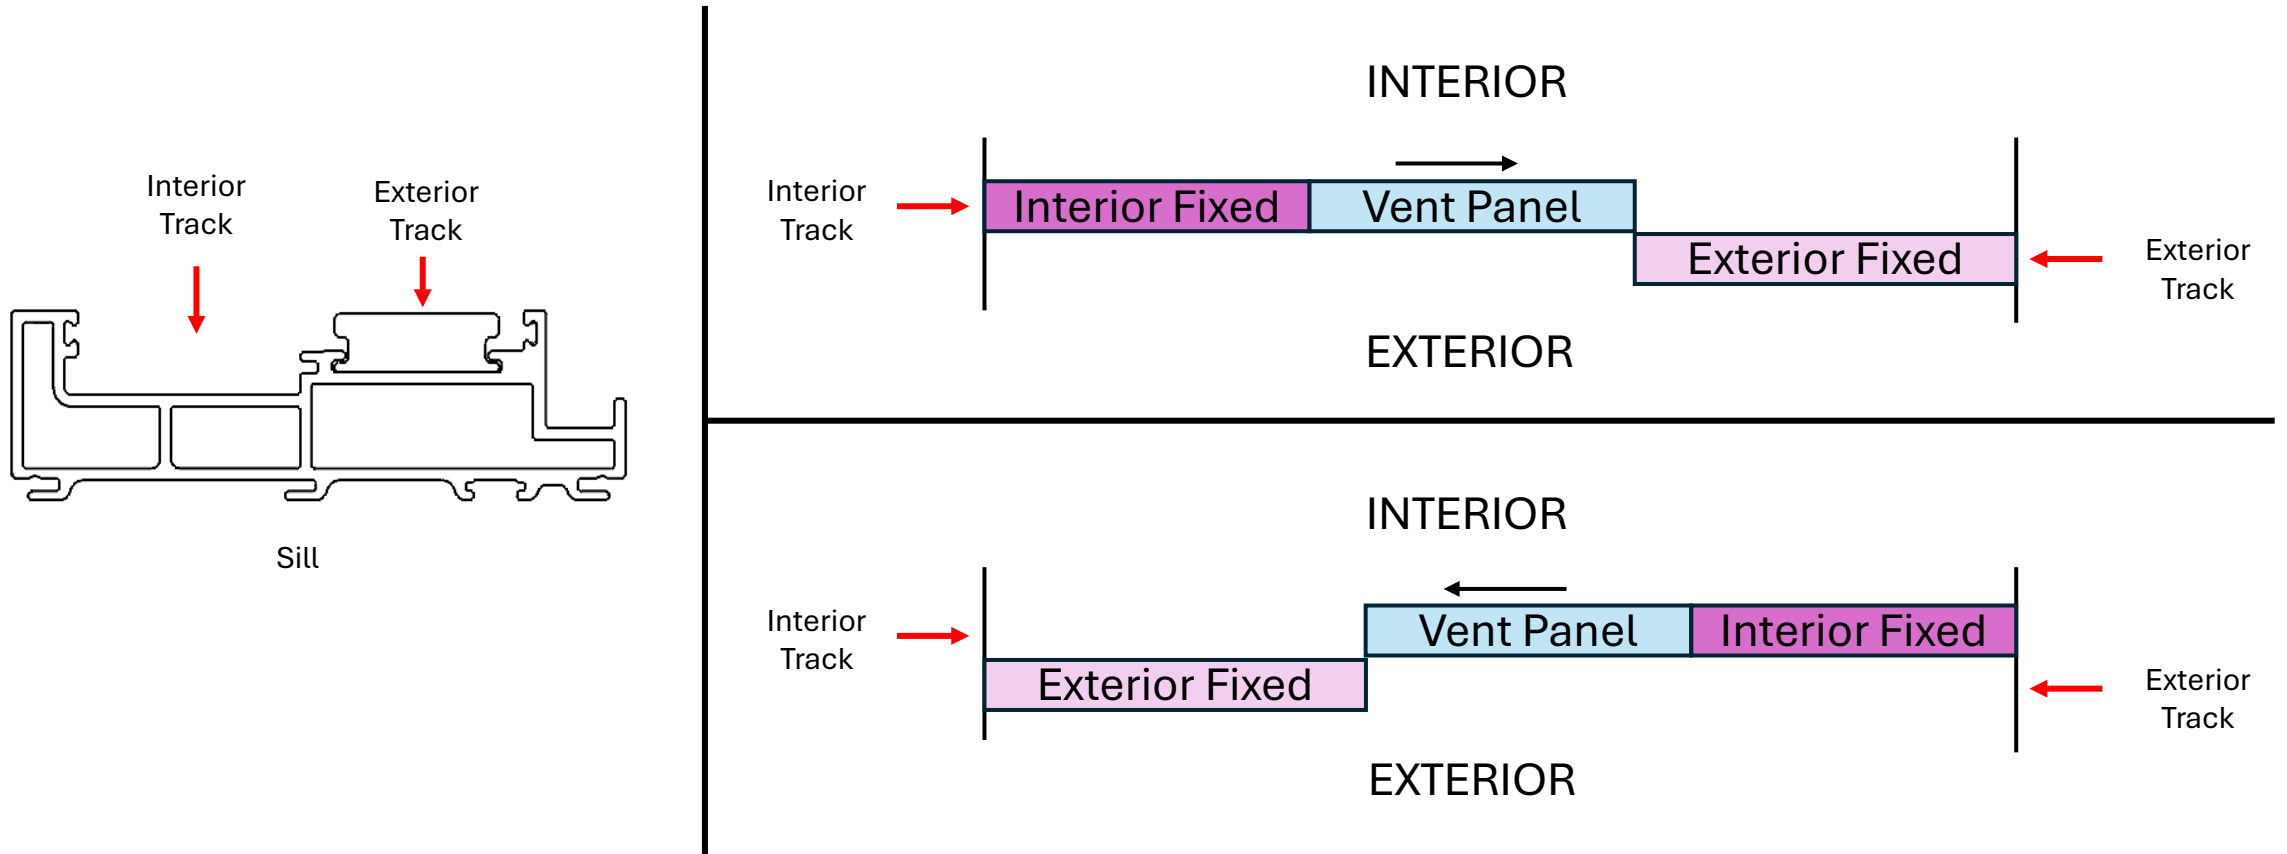 Interior
Track
Exterior
Track
Sill
INTERIOR
Interior
Track
Interior Fixed
Vent Panel
Exterior Fixed
Exterior
Track
EXTERIOR
INTERIOR
Interior
Track
Vent Panel
Interior Fixed
Exterior Fixed
Exterior
Track
EXTERIOR